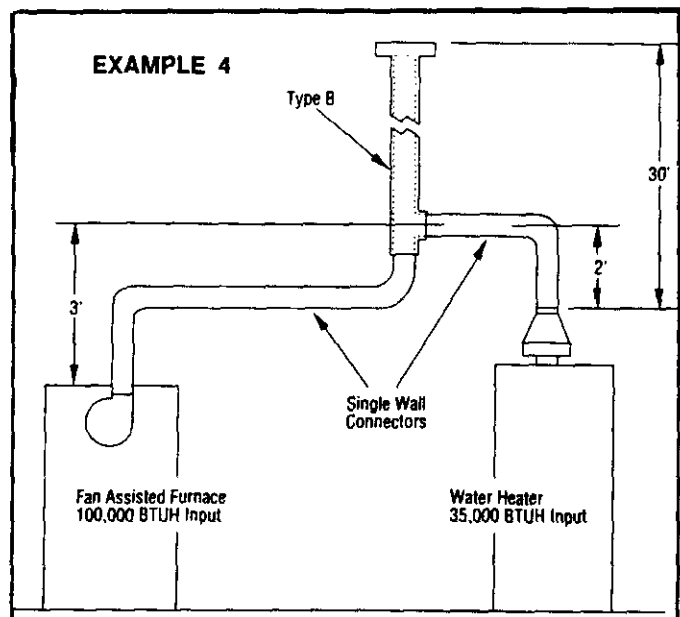 EXAMPLE 4
Type B
30'
2'
3'
Single Wall
Connectors
Fan Assisted Furnace
100,000 BTUH Input
Water Heater
35,000 BTUH Input